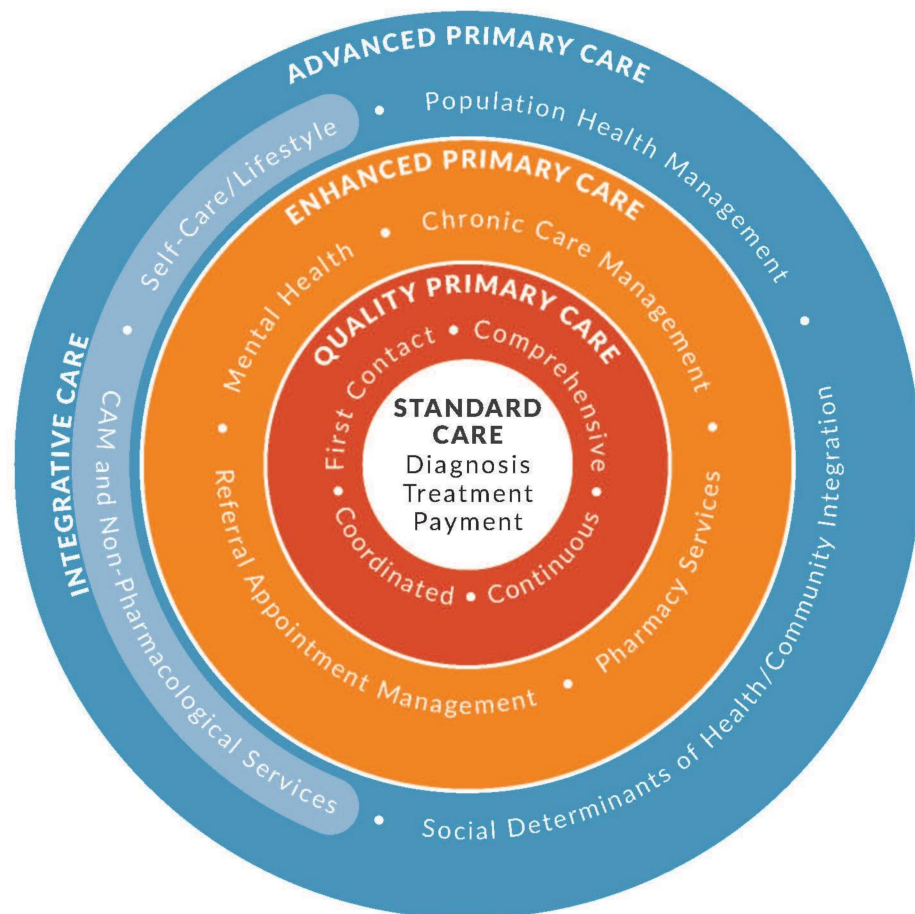 ADVANCED PRIMARY CARE
Population Health Management
Social Determinants of Health/Community Integration
INTEGRATIVE CARE
Self-Care/Lifestyle
CAM and Non-Pharmacological Services
ENHANCED PRIMARY CARE
Mental Health
Chronic Care Management
Pharmacy Services
Referral Appointment Management
QUALITY PRIMARY CARE
First Contact
Comprehensive
Continuous
Coordinated
STANDARD
CARE
Diagnosis
Treatment
Payment